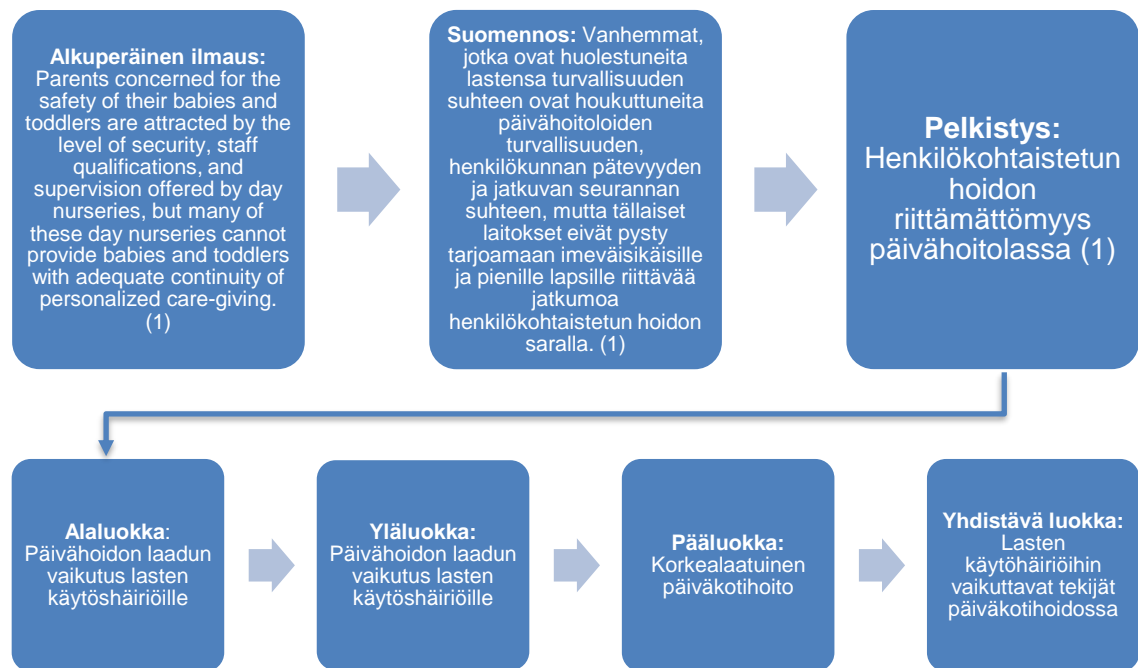 Alkuperäinen ilmaus:
Parents concerned for the
safety of their babies and
toddlers are attracted by the
level of security, staff
qualifications, and
supervision offered by day
nurseries, but many of
these day nurseries cannot
provide babies and toddlers
with adequate continuity of
personalized care-giving.
(1)
Suomennos: Vanhemmat,
jotka ovat huolestuneita
lastensa turvallisuuden
suhteen ovat houkuttuneita
päivähoitoloiden
turvallisuuden,
henkilökunnan pätevyyden
ja jatkuvan seurannan
suhteen, mutta tällaiset
laitokset eivät pysty
tarjoamaan imeväisikäisille
ja pienille lapsille riittävää
jatkumoa
henkilökohtaistetun hoidon
saralla. (1)
Pelkistys:
Henkilökohtaistetun
hoidon
riittämättömyys
päivähoitolassa (1)
Alaluokka:
Päivähoidon laadun
vaikutus lasten
käytöshäiriöille
Yläluokka:
Päivähoidon laadun
vaikutus lasten
käytöshäiriöille
Pääluokka:
Korkealaatuinen
päiväkotihoito
Yhdistävä luokka:
Lasten
käytöhäiriöihin
vaikuttavat tekijät
päiväkotihoidossa